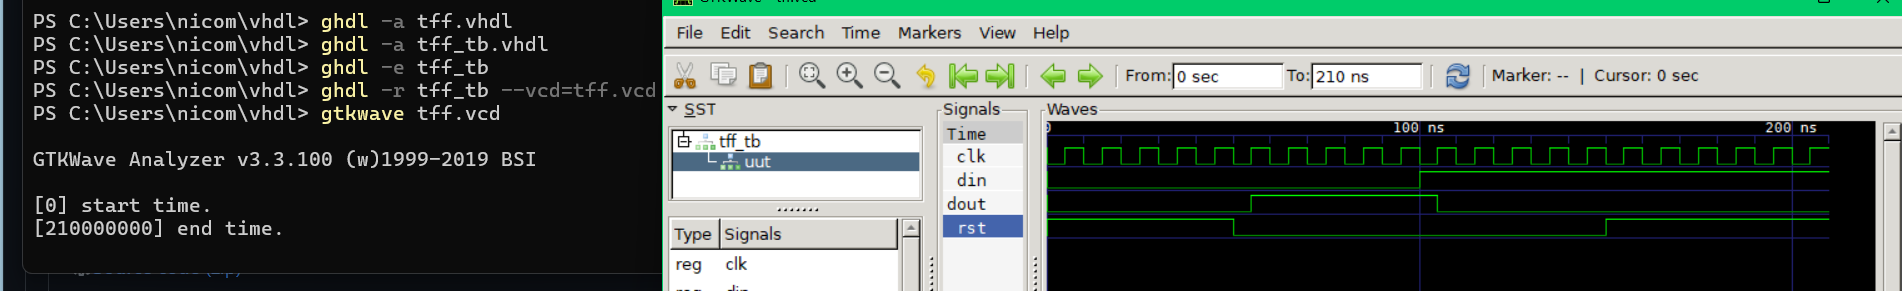 PS C:\Users\nicom\vhdl> ghdl -a tff.vhdl
PS C:\Users\nicom\vhdl> ghdl -a tff_tb.vhdl
PS C:\Users\nicom\vhdl> ghdl -e tff_tb
PS C:\Users\nicom\vhdl> ghdl -r tff_tb --vcd=tff.vcd
PS C:\Users\nicom\vhdl> gtkwave tff.vcd
GTKWave Analyzer v3.3.100 (w)1999-2019 BSI
[0] start time.
[210000000] end time.
File Edit Search Time Markers View Help
From: 0 sec To: 210 ns Marker: -- | Cursor: 0 sec
SST
tff_tb
uut
Type Signals
reg clk
Signals
Time
clk
din
dout
rst
Waves
0 100 ns 200 ns